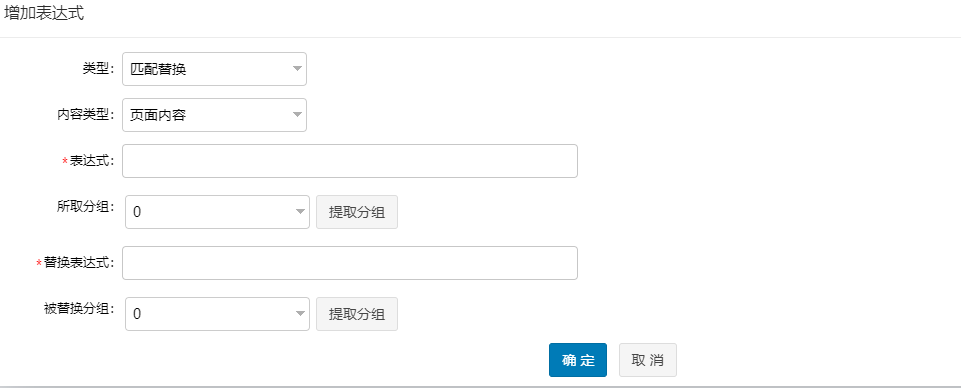 增加表达式
类型: 匹配替换
内容类型: 页面内容
*表达式:
所取分组: 0 提取分组
*替换表达式:
被替换分组: 0 提取分组
确 定 取 消